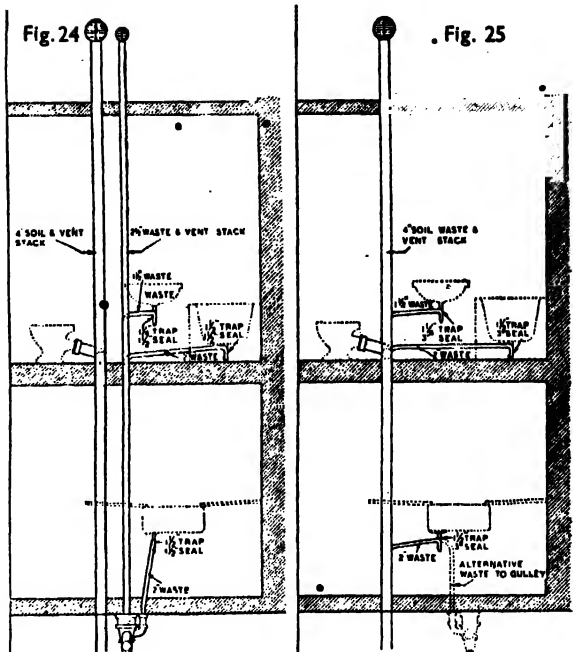 Fig. 24
Fig. 25
4" SOIL & VENT
STACK
2½" WASTE & VENT STACK
1½" WASTE
WASTE
1½" TRAP
1½" SEAL
1½" TRAP
SEAL
2" WASTE
1½" TRAP
1½" SEAL
2" WASTE
4" SOIL WASTE &
VENT STACK
1½" WASTE
1½" TRAP
3" SEAL
1½" TRAP
3" SEAL
2" WASTE
1½" TRAP
3" SEAL
2" WASTE
ALTERNATIVE
WASTE TO GULLEY